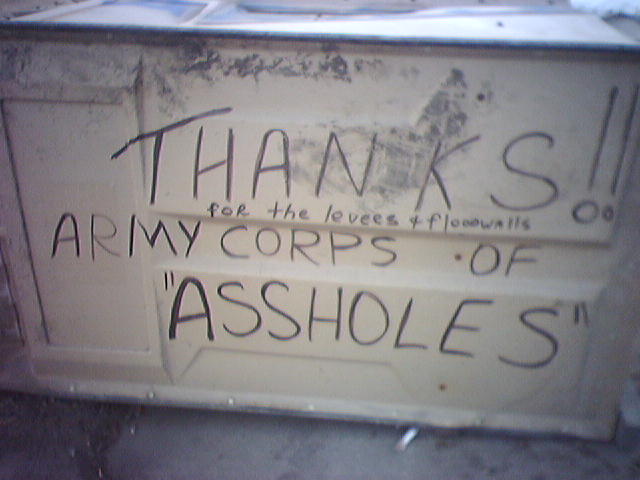 THANKS!!
for the levees & floodwalls
ARMY CORPS OF
"ASSHOLES"